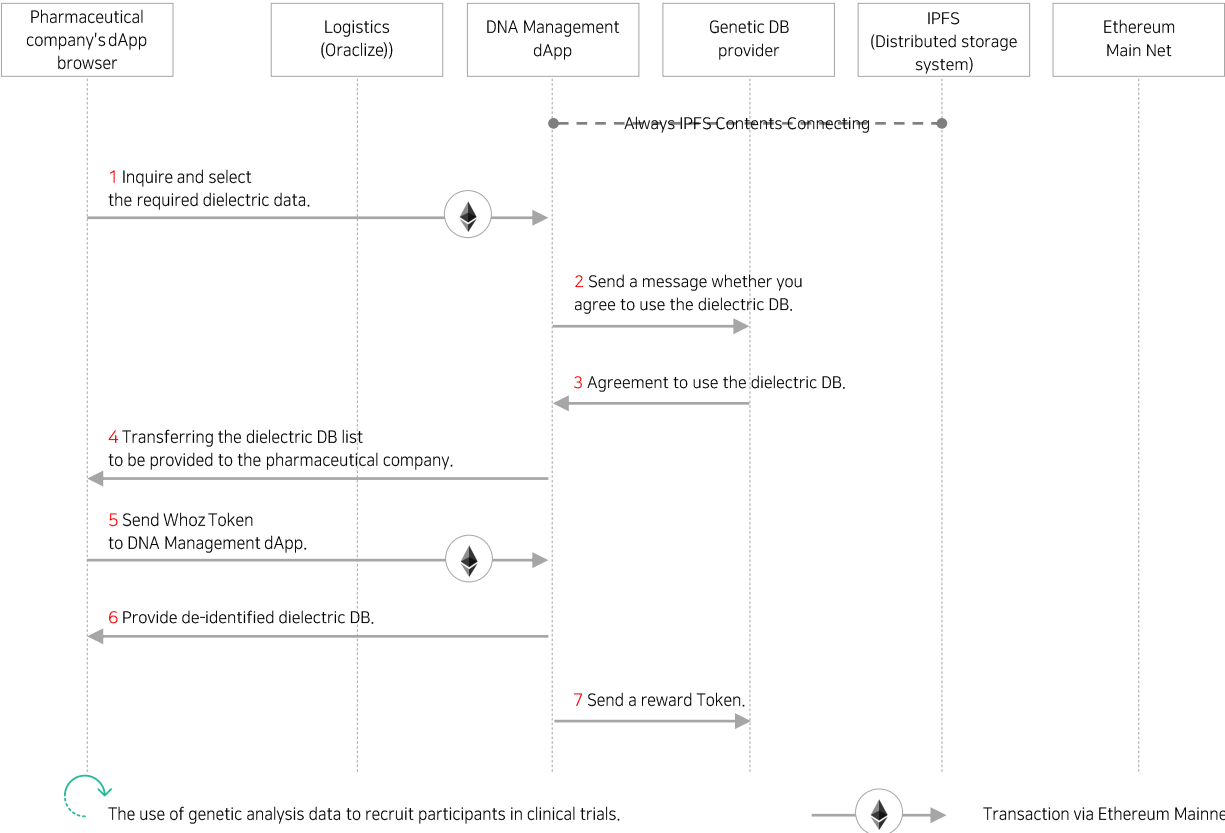 Pharmaceutical
company's dApp
browser
Logistics
(Oraclize))
DNA Management
dApp
Genetic DB
provider
IPFS
(Distributed storage
system)
Ethereum
Main Net
Always IPFS Contents Connecting
1 Inquire and select
the required dielectric data.
2 Send a message whether you
agree to use the dielectric DB.
3 Agreement to use the dielectric DB.
4 Transferring the dielectric DB list
to be provided to the pharmaceutical company.
5 Send Whoz Token
to DNA Management dApp.
6 Provide de-identified dielectric DB.
7 Send a reward Token.
The use of genetic analysis data to recruit participants in clinical trials.
Transaction via Ethereum Mainne